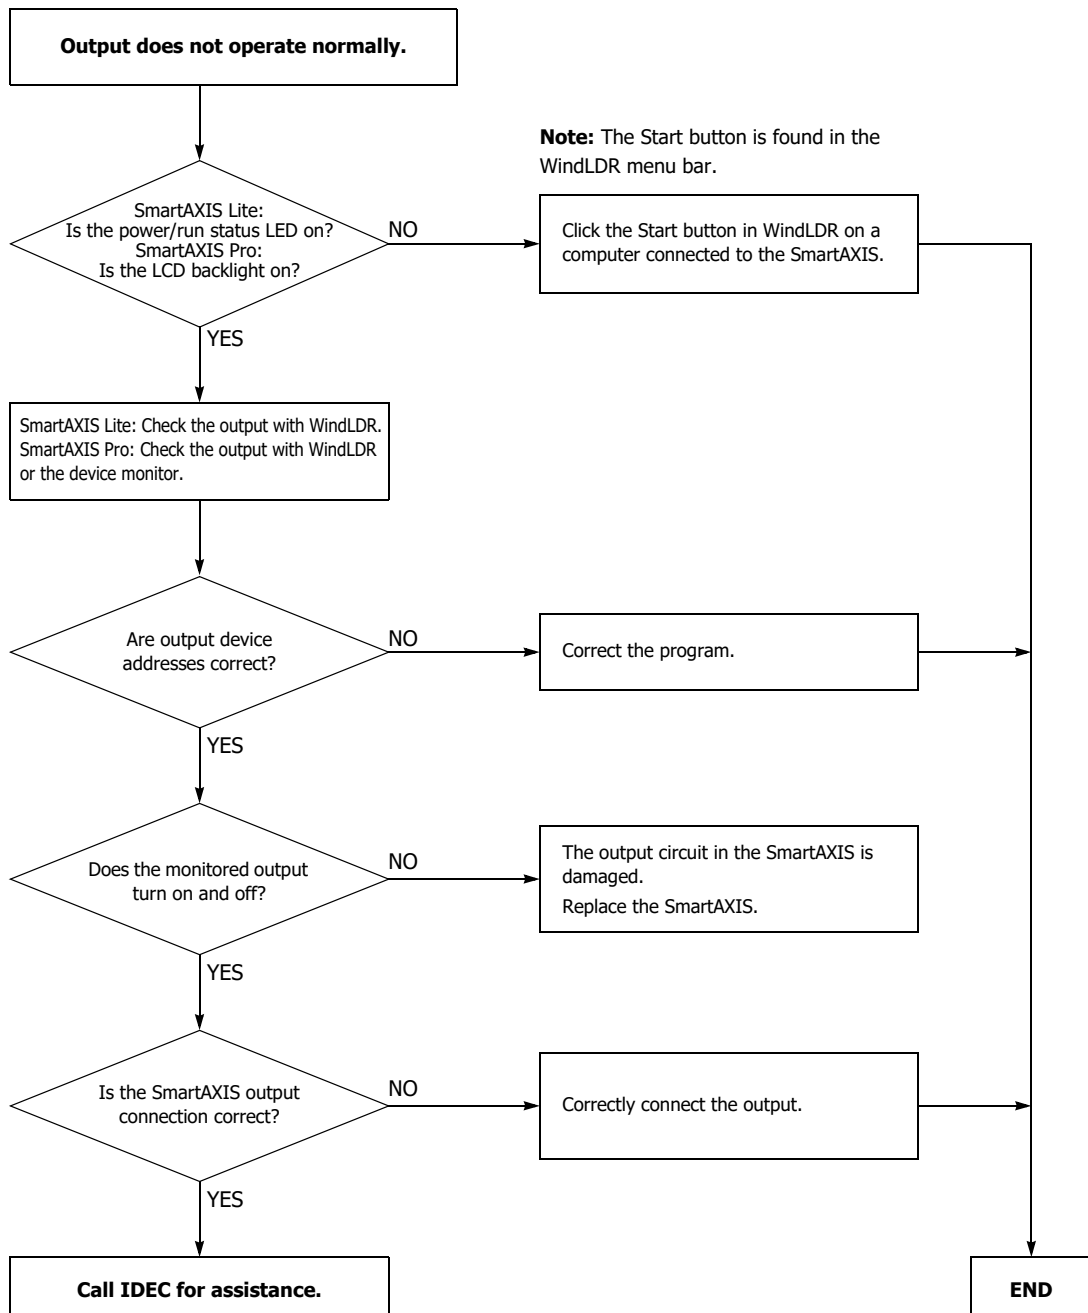 Output does not operate normally.
Note: The Start button is found in the
WindLDR menu bar.
SmartAXIS Lite:
Is the power/run status LED on?
SmartAXIS Pro:
Is the LCD backlight on?
NO
Click the Start button in WindLDR on a
computer connected to the SmartAXIS.
YES
SmartAXIS Lite: Check the output with WindLDR.
SmartAXIS Pro: Check the output with WindLDR
or the device monitor.
Are output device
addresses correct?
NO
Correct the program.
YES
Does the monitored output
turn on and off?
NO
The output circuit in the SmartAXIS is
damaged.
Replace the SmartAXIS.
YES
Is the SmartAXIS output
connection correct?
NO
Correctly connect the output.
YES
Call IDEC for assistance.
END